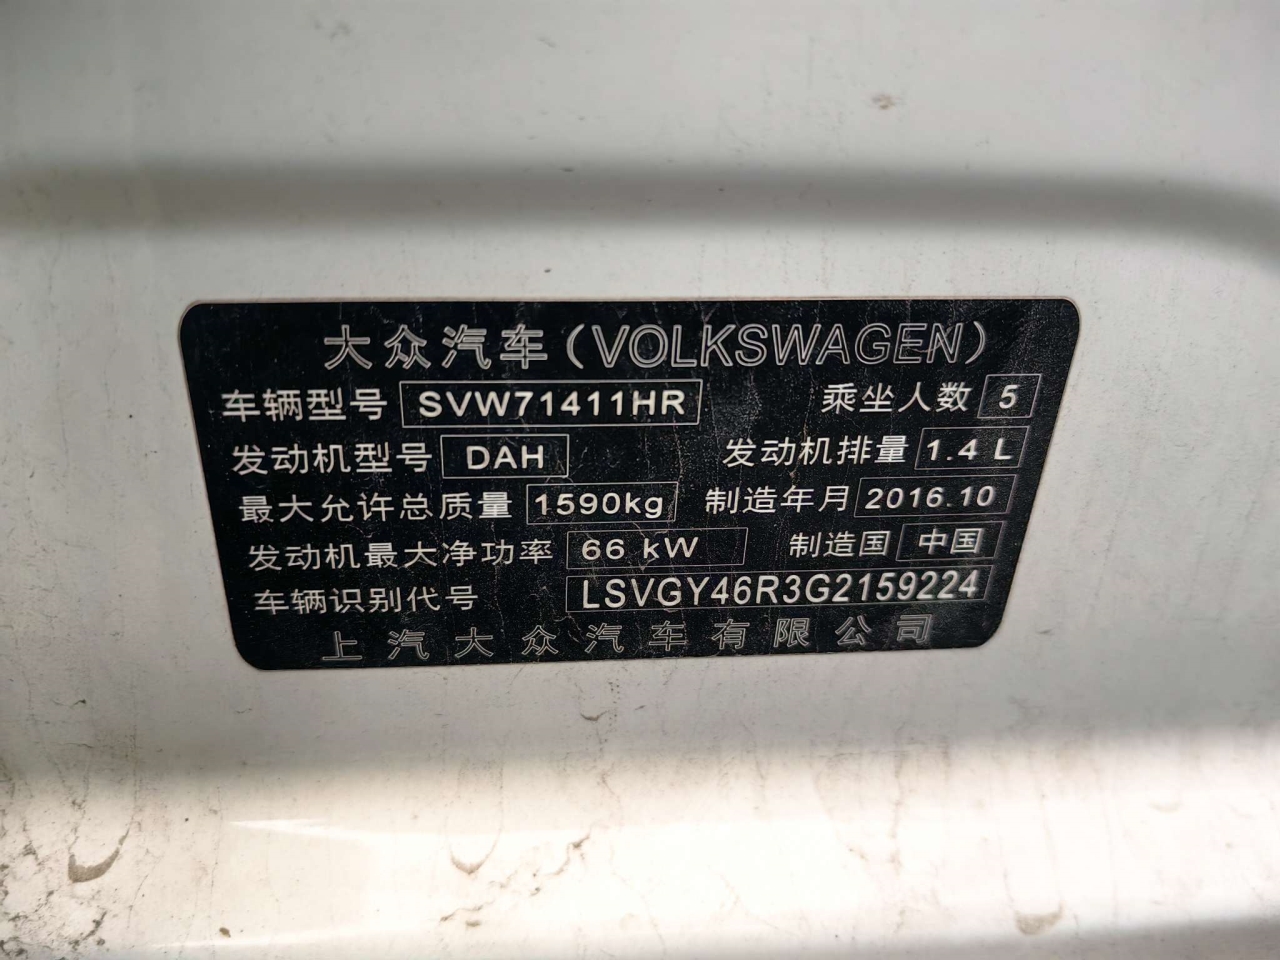 大众汽车(VOLKSWAGEN)
车辆型号 SVW71411HR 乘坐人数 5
发动机型号 DAH 发动机排量 1.4 L
最大允许总质量 1590kg 制造年月 2016.10
发动机最大净功率 66 kW 制造国 中国
车辆识别代号 LSVGY46R3G2159224
上汽大众汽车有限公司